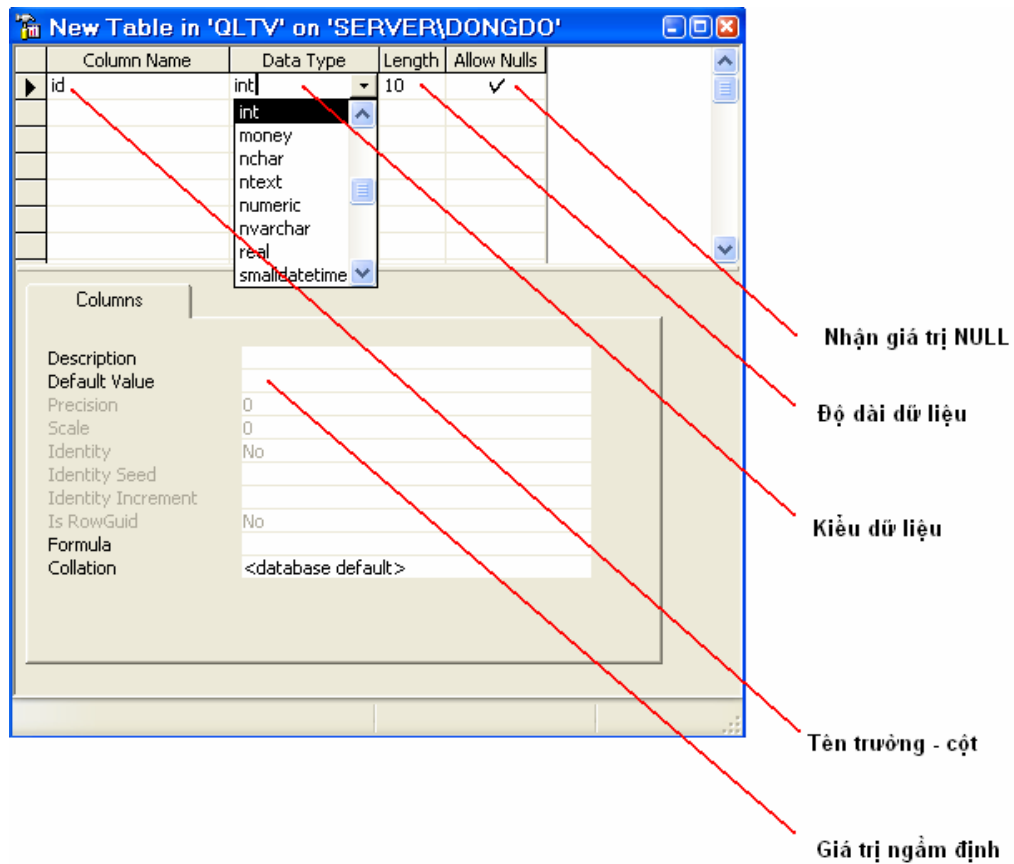 New Table in 'QLTV' on 'SERVER\DONGDO'
Column Name Data Type Length Allow Nulls
id int 10
int
money
nchar
ntext
numeric
nvarchar
real
smalldatetime
Columns
Description
Default Value
Precision 0
Scale 0
Identity No
Identity Seed
Identity Increment
Is RowGuid No
Formula
Collation <database default>
Nhận giá trị NULL
Độ dài dữ liệu
Kiểu dữ liệu
Tên trường - cột
Giá trị ngầm định